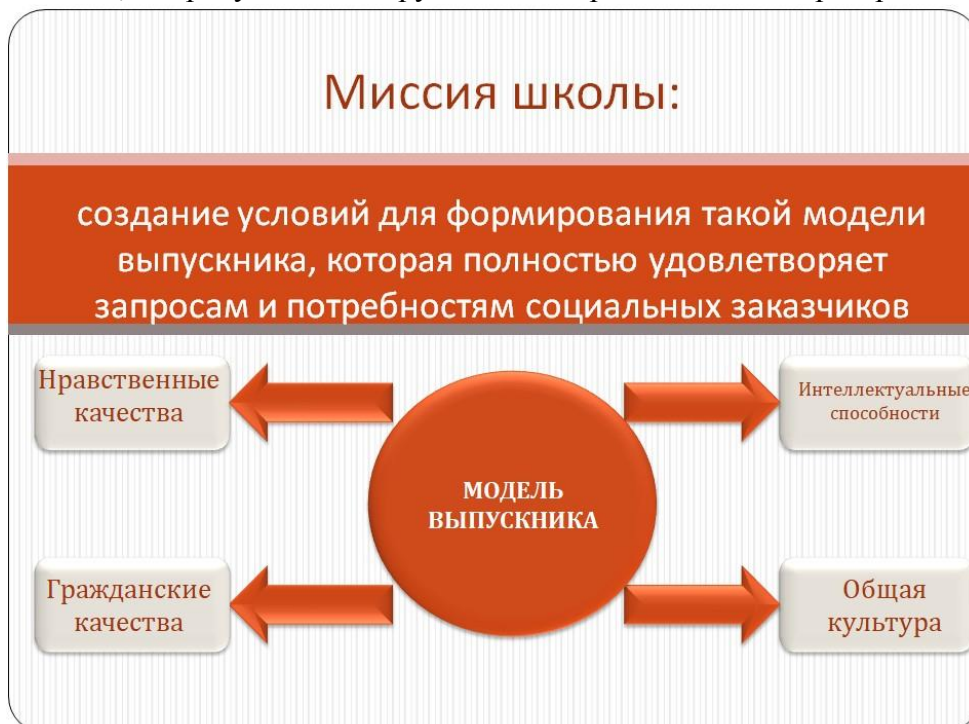 Миссия школы:
создание условий для формирования такой модели
выпускника, которая полностью удовлетворяет
запросам и потребностям социальных заказчиков
Нравственные
качества
Интеллектуальные
способности
МОДЕЛЬ
ВЫПУСКНИКА
Гражданские
качества
Общая
культура